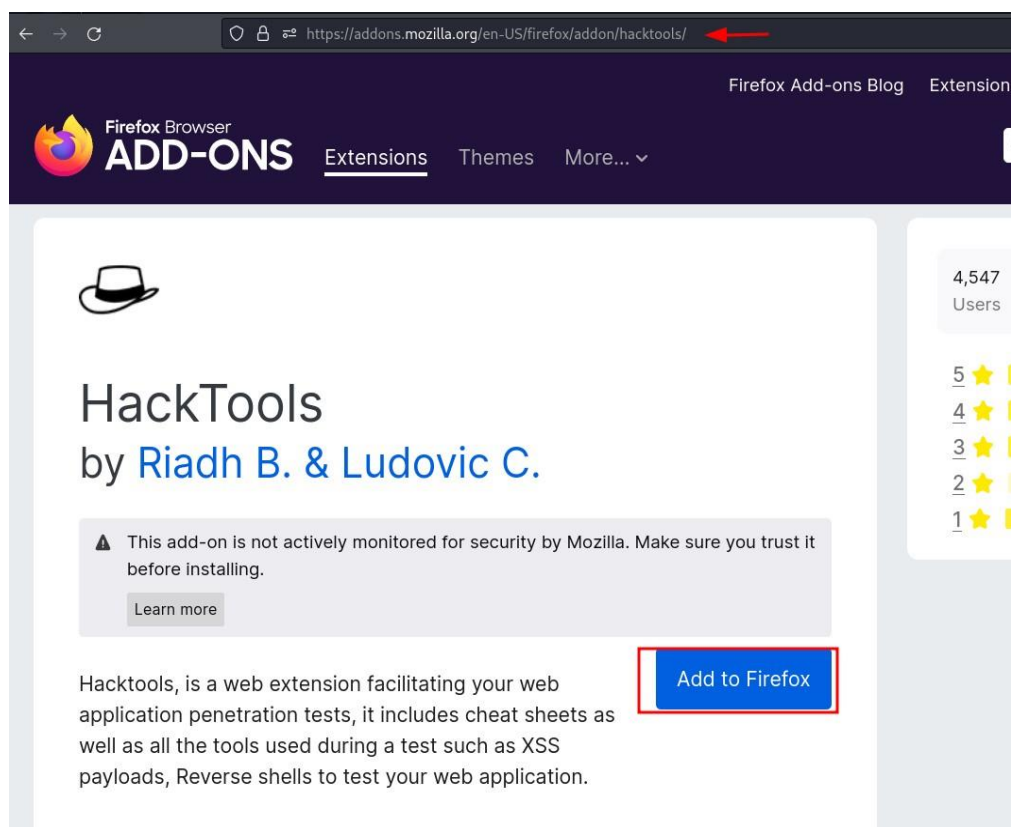 https://addons.mozilla.org/en-US/firefox/addon/hacktools/
Firefox Add-ons Blog Extension
Firefox Browser
ADD-ONS
Extensions Themes More...
HackTools
by Riadh B. & Ludovic C.
This add-on is not actively monitored for security by Mozilla. Make sure you trust it
before installing.
Learn more
Add to Firefox
Hacktools, is a web extension facilitating your web
application penetration tests, it includes cheat sheets as
well as all the tools used during a test such as XSS
payloads, Reverse shells to test your web application.
4,547
Users
5
4
3
2
1